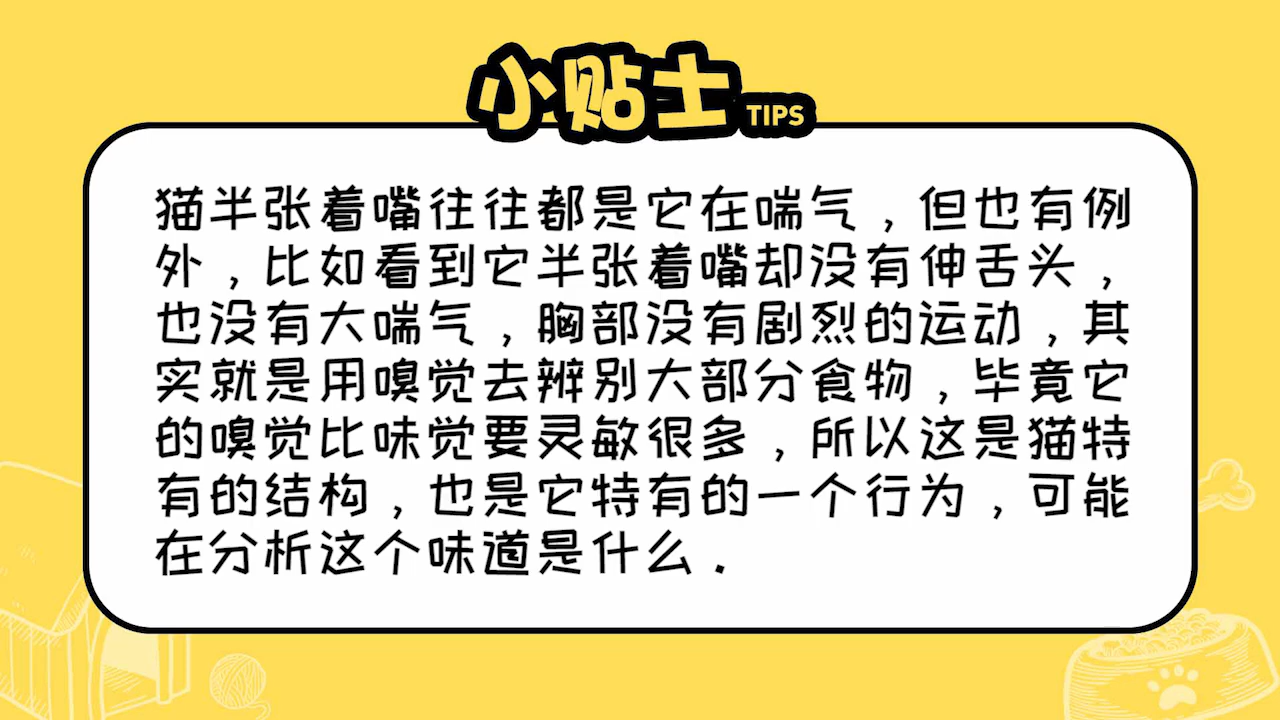 小贴士 TIPS
猫半张着嘴往往都是它在喘气，但也有例
外，比如看到它半张着嘴却没有伸舌头，
也没有大喘气，胸部没有剧烈的运动，其
实就是用嗅觉去辨别大部分食物，毕竟它
的嗅觉比味觉要灵敏很多，所以这是猫特
有的结构，也是它特有的一个行为，可能
在分析这个味道是什么．